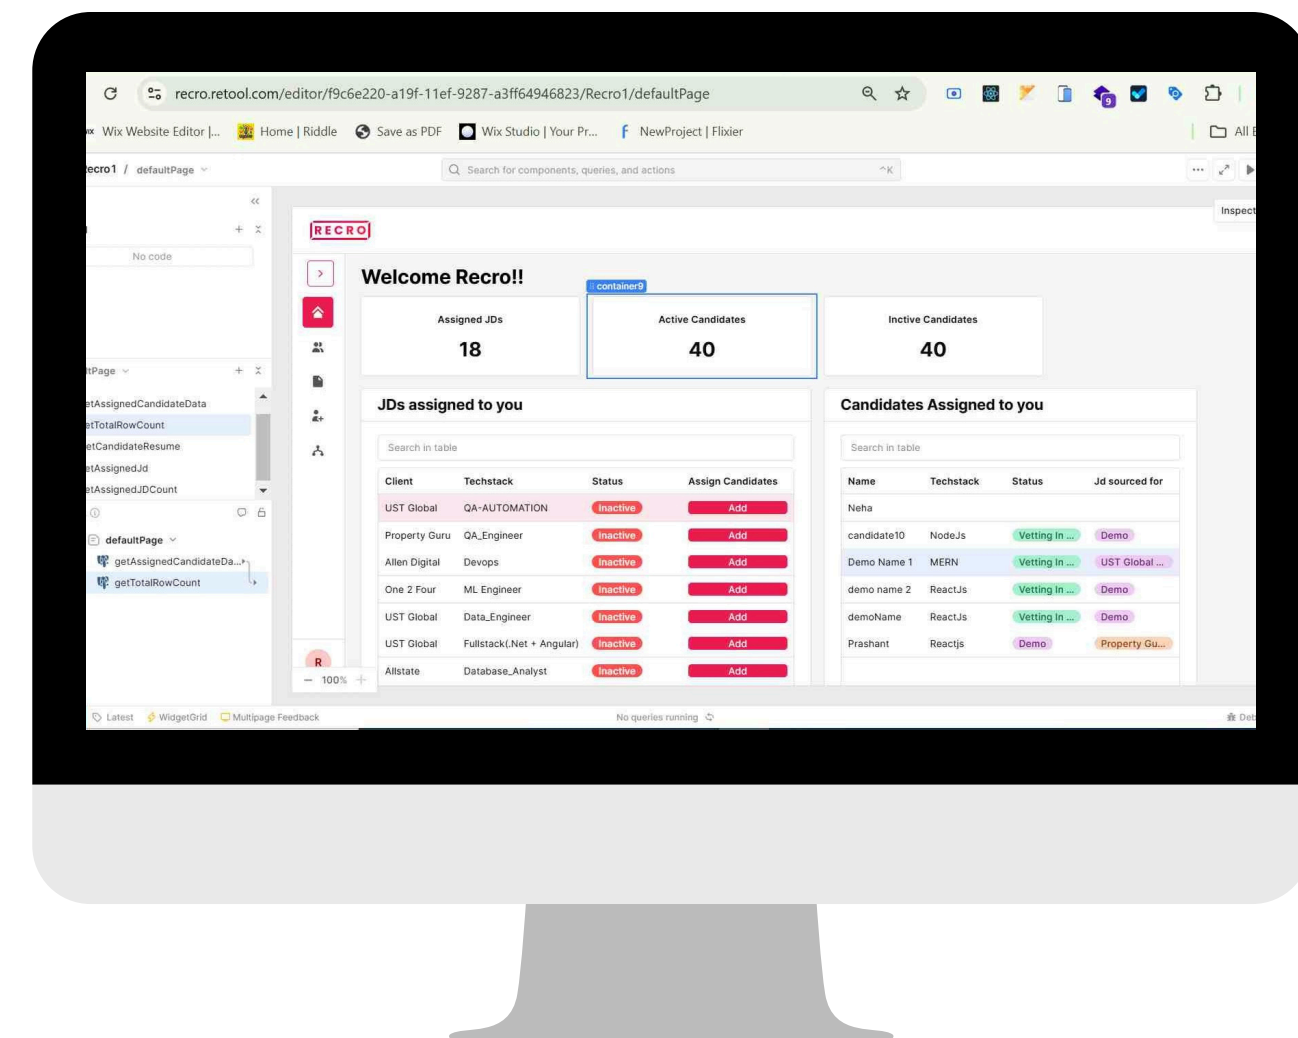 recro.retool.com/editor/f9c6e220-a19f-11ef-9287-a3ff64946823/Recro1/defaultPage
9
Wix Website Editor |... Home | Riddle Save as PDF Wix Studio | Your Pr... NewProject | Flixier All
ecro1 / defaultPage Search for components, queries, and actions ^K
Inspect
RECRO
No code
Welcome Recro!!
container9
Assigned JDs Active Candidates Inctive Candidates
18 40 40
ltPage
etAssignedCandidateData
etTotalRowCount
etCandidateResume
etAssignedJd
etAssignedJDCount
JDs assigned to you Candidates Assigned to you
Search in table Search in table
Client Techstack Status Assign Candidates Name Techstack Status Jd sourced for
UST Global QA-AUTOMATION Inactive Add Neha
Property Guru QA_Engineer Inactive Add candidate10 NodeJs Vetting In ... Demo
Allen Digital Devops Inactive Add Demo Name 1 MERN Vetting In ... UST Global ...
One 2 Four ML Engineer Inactive Add demo name 2 ReactJs Vetting In ... Demo
UST Global Data_Engineer Inactive Add demoName ReactJs Vetting In ... Demo
UST Global Fullstack(.Net + Angular) Inactive Add Prashant Reactjs Demo Property Gu...
Allstate Database_Analyst Inactive Add
defaultPage
getAssignedCandidateDa...
getTotalRowCount
R
− 100% +
Latest WidgetGrid Multipage Feedback No queries running Deb